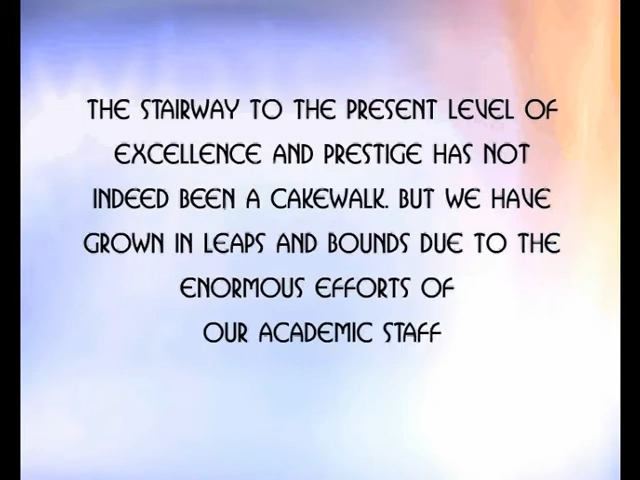 THE STAIRWAY TO THE PRESENT LEVEL OF
EXCELLENCE AND PRESTIGE HAS NOT
INDEED BEEN A CAKEWALK. BUT WE HAVE
GROWN IN LEAPS AND BOUNDS DUE TO THE
ENORMOUS EFFORTS OF
OUR ACADEMIC STAFF